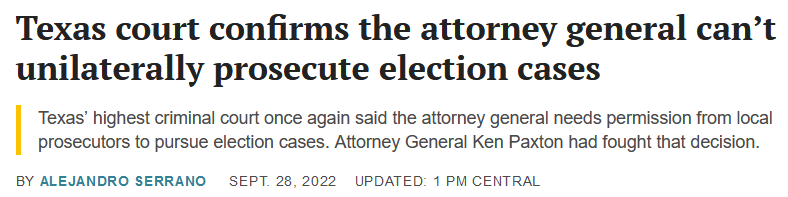 Texas court confirms the attorney general can’t
unilaterally prosecute election cases
Texas’ highest criminal court once again said the attorney general needs permission from local
prosecutors to pursue election cases. Attorney General Ken Paxton had fought that decision.
BY ALEJANDRO SERRANO SEPT. 28, 2022 UPDATED: 1 PM CENTRAL